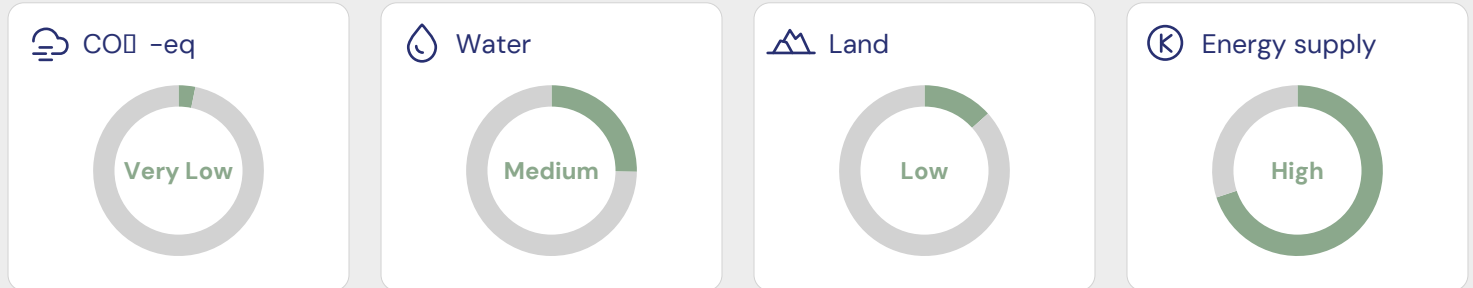 CO▯ -eq
Very Low
Water
Medium
Land
Low
Energy supply
High